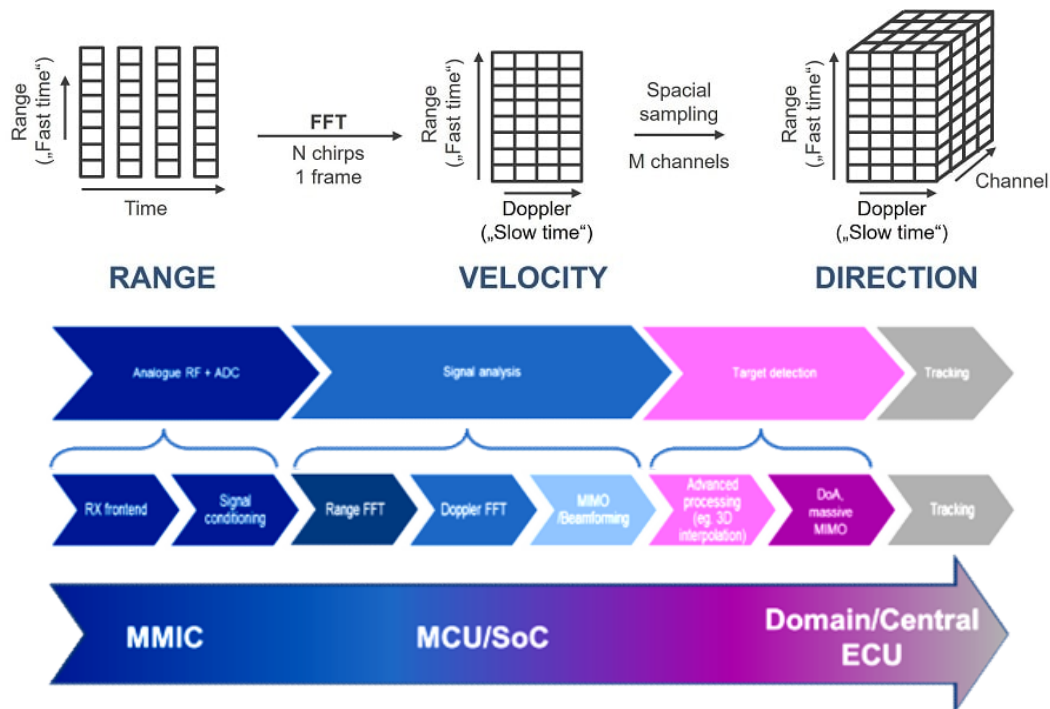 Range
(„Fast time“)
Time
FFT
N chirps
1 frame
Range
(„Fast time“)
Doppler
(„Slow time“)
Spacial
sampling
M channels
Range
(„Fast time“)
Doppler
(„Slow time“)
Channel
RANGE
VELOCITY
DIRECTION
Analogue RF + ADC
Signal analysis
Target detection
Tracking
RX frontend
Signal
conditioning
Range FFT
Doppler FFT
MIMO
/Beamforming)
Advanced
processing
(eg. 3D
interpolation)
DoA,
massive
MIMO
Tracking
MMIC
MCU/SoC
Domain/Central
ECU